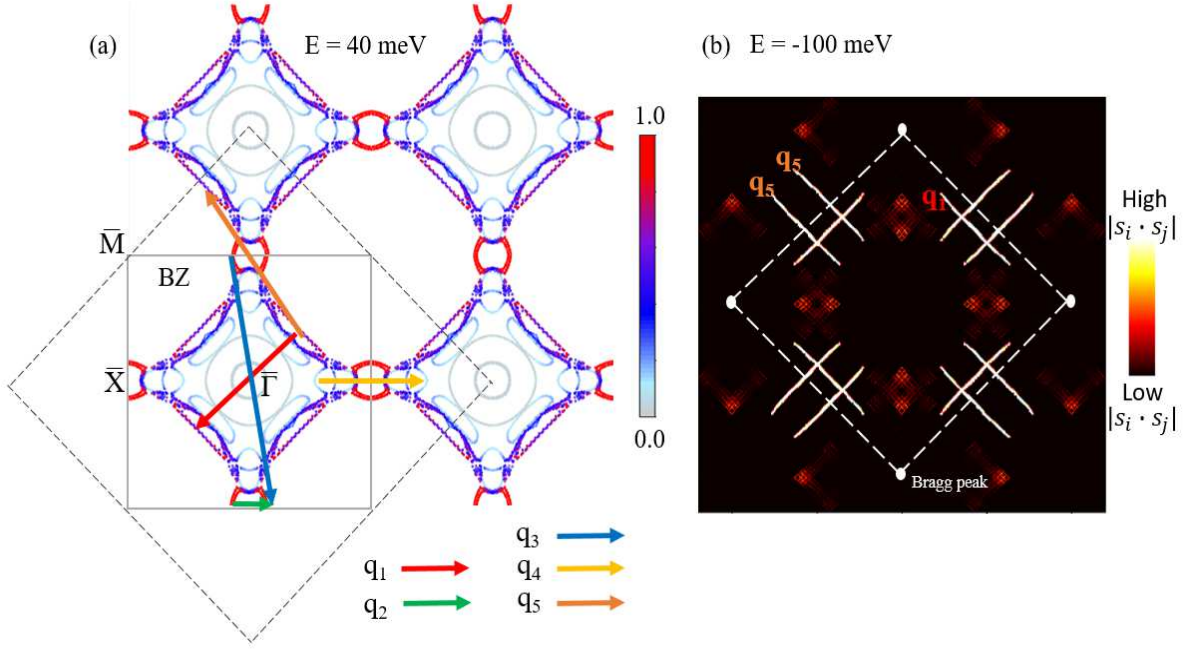 (a) E = 40 meV
1.0
0.0
M̅
BZ
X̅
Γ̅
q₁
q₂
q₃
q₄
q₅
(b) E = -100 meV
q₅
q₅
q₁
Bragg peak
High
|sᵢ · sⱼ|
Low
|sᵢ · sⱼ|